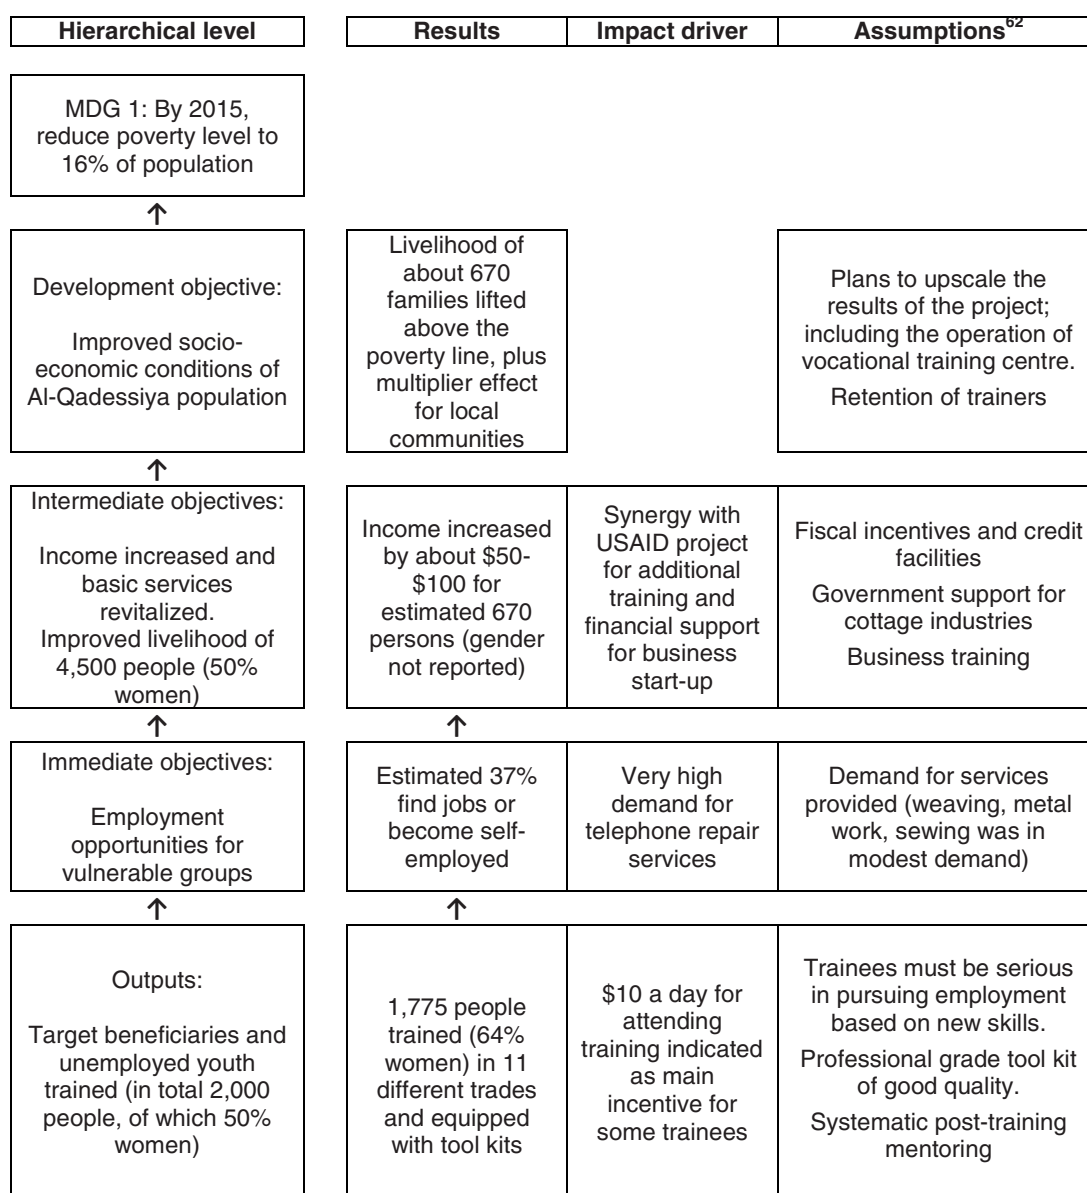 Hierarchical level
Results
Impact driver
Assumptions62
MDG 1: By 2015,
reduce poverty level to
16% of population
↑
Development objective:
Improved socio-
economic conditions of
Al-Qadessiya population
Livelihood of
about 670
families lifted
above the
poverty line, plus
multiplier effect
for local
communities
Plans to upscale the
results of the project;
including the operation of
vocational training centre.
Retention of trainers
↑
Intermediate objectives:
Income increased and
basic services
revitalized.
Improved livelihood of
4,500 people (50%
women)
Income increased
by about $50-
$100 for
estimated 670
persons (gender
not reported)
Synergy with
USAID project
for additional
training and
financial support
for business
start-up
Fiscal incentives and credit
facilities
Government support for
cottage industries
Business training
↑
↑
Immediate objectives:
Employment
opportunities for
vulnerable groups
Estimated 37%
find jobs or
become self-
employed
Very high
demand for
telephone repair
services
Demand for services
provided (weaving, metal
work, sewing was in
modest demand)
↑
↑
Outputs:
Target beneficiaries and
unemployed youth
trained (in total 2,000
people, of which 50%
women)
1,775 people
trained (64%
women) in 11
different trades
and equipped
with tool kits
$10 a day for
attending
training indicated
as main
incentive for
some trainees
Trainees must be serious
in pursuing employment
based on new skills.
Professional grade tool kit
of good quality.
Systematic post-training
mentoring